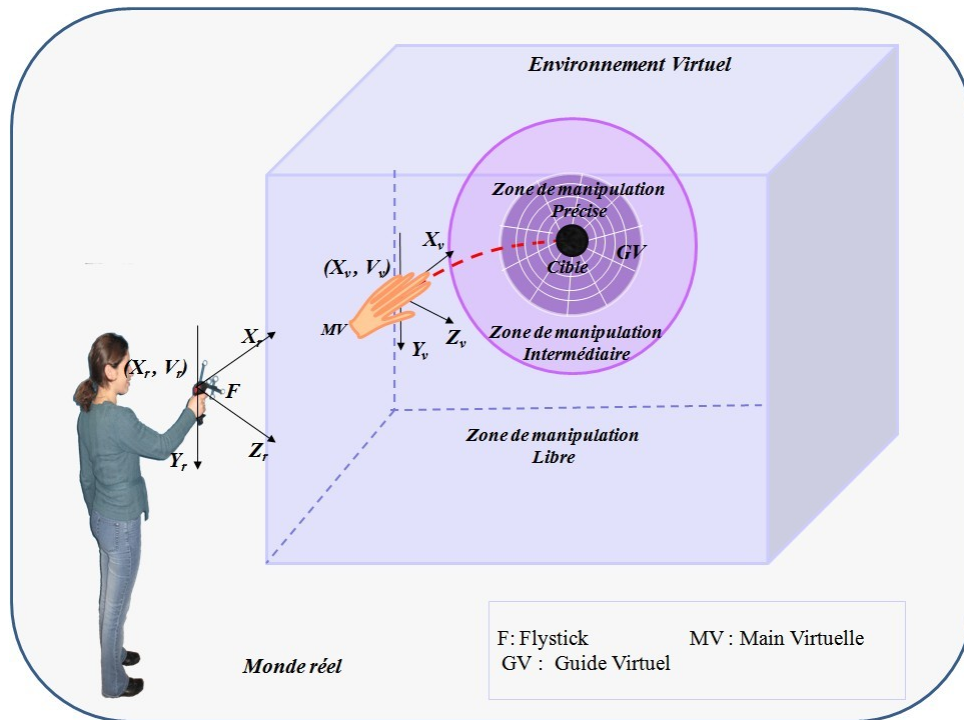 Environnement Virtuel
Zone de manipulation
Précise
X_v
(X_v, V_v)
GV
Cible
MV
Zone de manipulation
Intermédiaire
Z_v
Y_v
X_r
(X_r, V_r)
F
Zone de manipulation
Libre
Z_r
Y_r
F: Flystick MV : Main Virtuelle
GV : Guide Virtuel
Monde réel